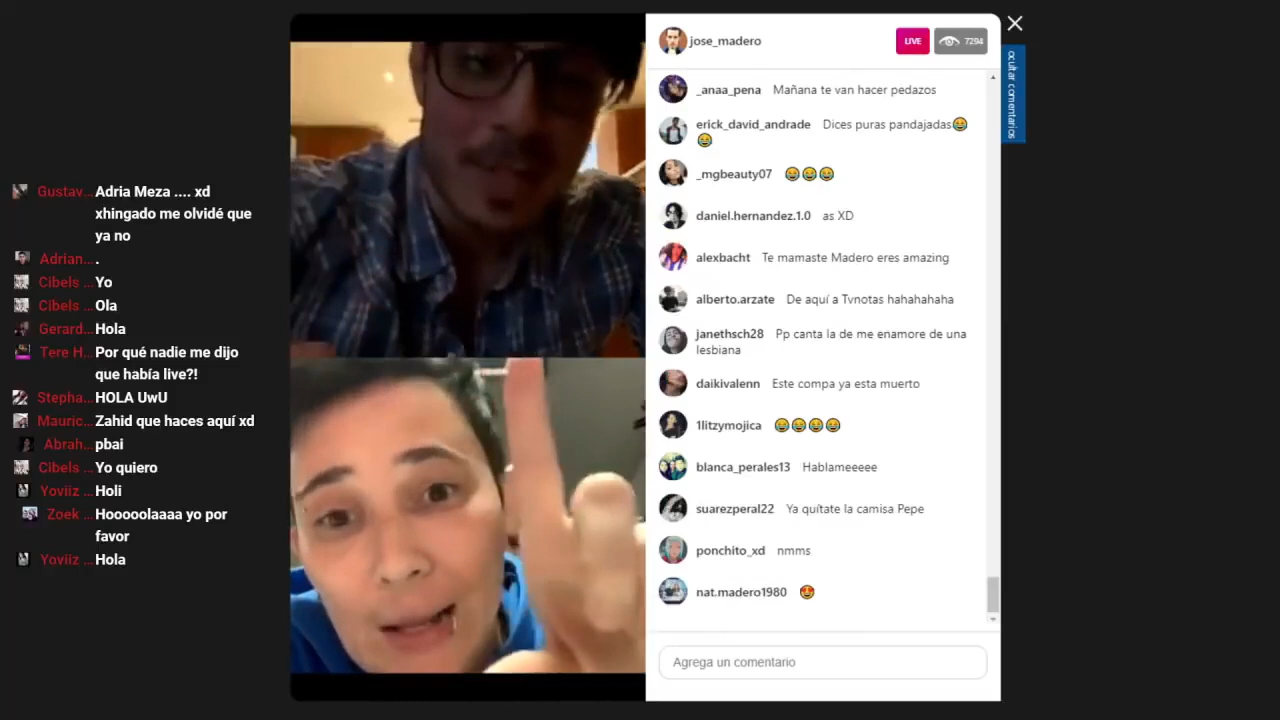 Gustav... Adria Meza .... xd
xhingado me olvidé que
ya no
Adrian... .
Cibels ... Yo
Cibels ... Ola
Gerard... Hola
Tere H... Por qué nadie me dijo
que había live?!
Stepha... HOLA UwU
Mauric... Zahid que haces aquí xd
Abrah... pbai
Cibels ... Yo quiero
Yoviiz ... Holi
Zoek ... Hooooolaaaa yo por
favor
Yoviiz ... Hola
jose_madero
LIVE
7294
ocultar comentarios
_anaa_pena Mañana te van hacer pedazos
erick_david_andrade Dices puras pandajadas😂
😂
_mgbeauty07 😂😂😂
daniel.hernandez.1.0 as XD
alexbacht Te mamaste Madero eres amazing
alberto.arzate De aquí a Tvnotas hahahahaha
janethsch28 Pp canta la de me enamore de una
lesbiana
daikivalenn Este compa ya esta muerto
1litzymojica 😂😂😂😂
blanca_perales13 Hablameeeee
suarezperal22 Ya quítate la camisa Pepe
ponchito_xd nmms
nat.madero1980 😍
Agrega un comentario